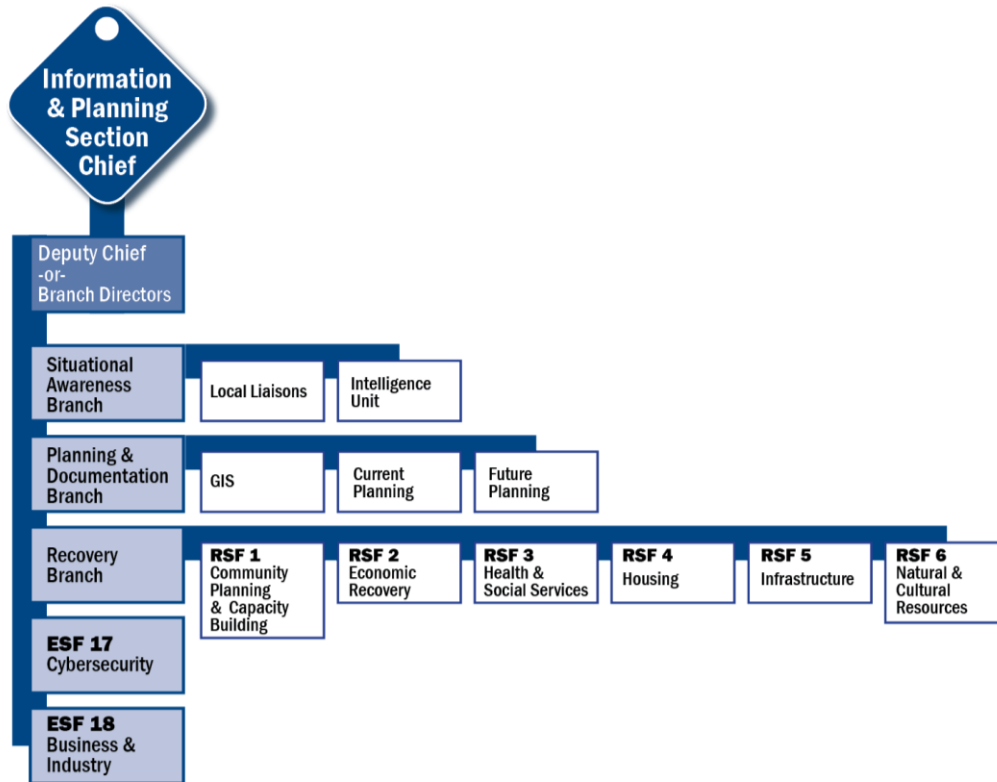 Information
& Planning
Section
Chief
Deputy Chief
-or-
Branch Directors
Situational
Awareness
Branch
Local Liaisons
Intelligence
Unit
Planning &
Documentation
Branch
GIS
Current
Planning
Future
Planning
Recovery
Branch
RSF 1
Community
Planning
& Capacity
Building
RSF 2
Economic
Recovery
RSF 3
Health &
Social Services
RSF 4
Housing
RSF 5
Infrastructure
RSF 6
Natural &
Cultural
Resources
ESF 17
Cybersecurity
ESF 18
Business &
Industry